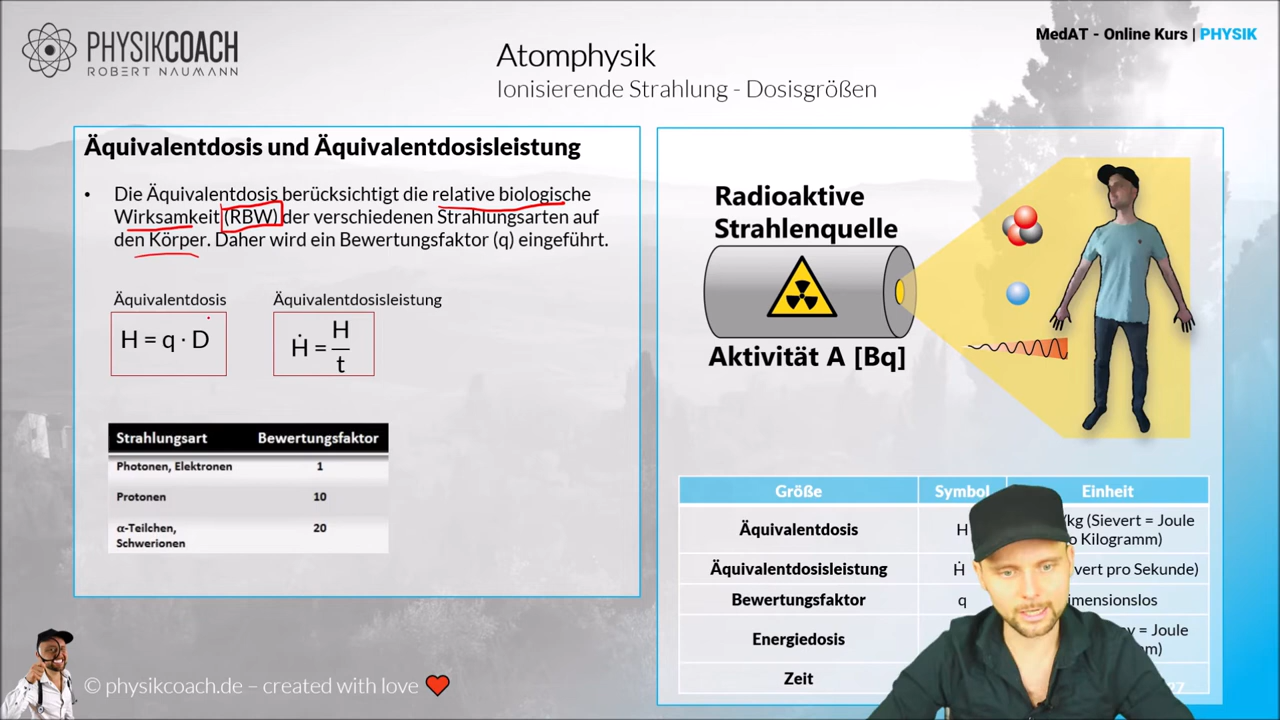 PHYSIKCOACH
ROBERT NAUMANN
MedAT - Online Kurs | PHYSIK
Atomphysik
Ionisierende Strahlung - Dosisgrößen
Äquivalentdosis und Äquivalentdosisleistung
• Die Äquivalentdosis berücksichtigt die relative biologische
Wirksamkeit (RBW) der verschiedenen Strahlungsarten auf
den Körper. Daher wird ein Bewertungsfaktor (q) eingeführt.
Äquivalentdosis Äquivalentdosisleistung
H = q · D
Ḣ = H/t
Strahlungsart Bewertungsfaktor
Photonen, Elektronen 1
Protonen 10
α-Teilchen, 20
Schwerionen
Radioaktive
Strahlenquelle
Aktivität A [Bq]
Größe Symbol Einheit
Äquivalentdosis H /kg (Sievert = Joule
Kilogramm)
Äquivalentdosisleistung Ḣ pro Sekunde)
Bewertungsfaktor q
Energiedosis = Joule
Zeit
© physikcoach.de – created with love